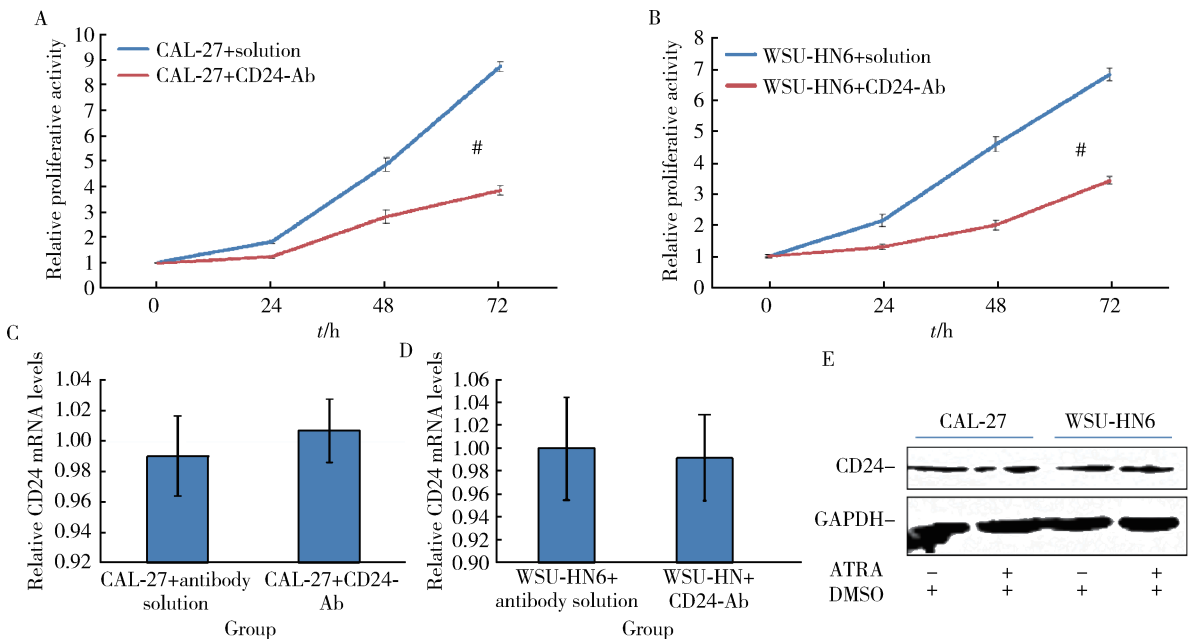 A
Relative proliferative activity
10
9
8
7
6
5
4
3
2
1
0
CAL-27+solution
CAL-27+CD24-Ab
#
0 24 48 72
t/h
B
Relative proliferative activity
8
7
6
5
4
3
2
1
0
WSU-HN6+solution
WSU-HN6+CD24-Ab
#
0 24 48 72
t/h
C
Relative CD24 mRNA levels
1.04
1.02
1.00
0.98
0.96
0.94
0.92
CAL-27+antibody
solution
CAL-27+CD24-
Ab
Group
D
Relative CD24 mRNA levels
1.06
1.04
1.02
1.00
0.98
0.96
0.94
0.92
0.90
WSU-HN6+
antibody solution
WSU-HN+
CD24-Ab
Group
E
CAL-27 WSU-HN6
CD24–
GAPDH–
ATRA – + – +
DMSO + + + +